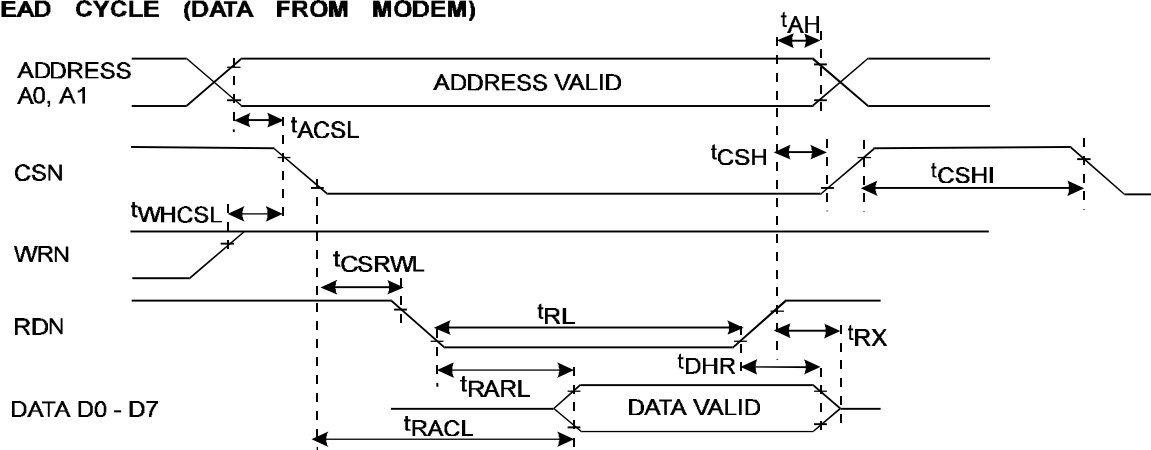 EAD CYCLE (DATA FROM MODEM)
tAH
ADDRESS
A0, A1
ADDRESS VALID
tACSL
CSN
tCSH
tCSHI
tWHCSL
WRN
tCSRWL
RDN
tRL
tRX
tDHR
tRARL
DATA D0 - D7
DATA VALID
tRACL